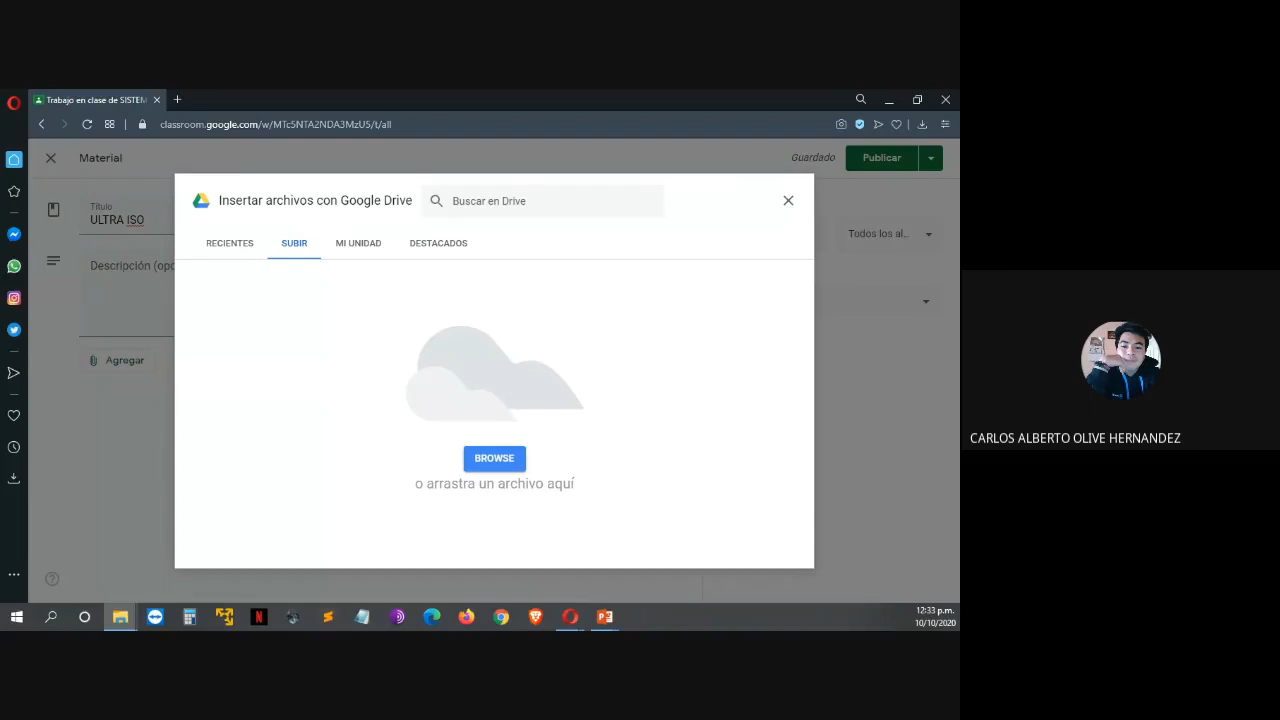 Trabajo en clase de SISTEM
classroom.google.com/w/MTc5NTA2NDA3MzU5/t/all
Material
Guardado
Publicar
Insertar archivos con Google Drive
Buscar en Drive
Título
ULTRA ISO
RECIENTES
SUBIR
MI UNIDAD
DESTACADOS
Todos los al...
Descripción (opc
Agregar
BROWSE
o arrastra un archivo aquí
CARLOS ALBERTO OLIVE HERNANDEZ
12:33 p.m.
10/10/2020